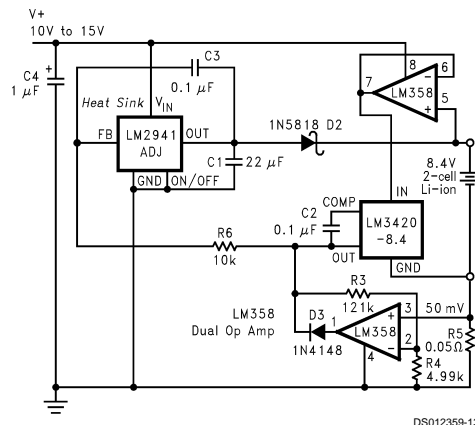 V+
10V to 15V
C4
+
1 µF
C3
0.1 µF
Heat Sink
VIN
FB
LM2941
ADJ
OUT
GND
ON/OFF
C1
22 µF
1N5818 D2
7
8
6
5
−
+
LM358
8.4V
2-cell
Li-ion
IN
COMP
C2
0.1 µF
LM3420
-8.4
OUT
GND
R6
10k
R3
121k
LM358
Dual Op Amp
D3
1N4148
1
LM358
+
−
3
2
4
50 mV
R5
0.05Ω
R4
4.99k
DS012359-12